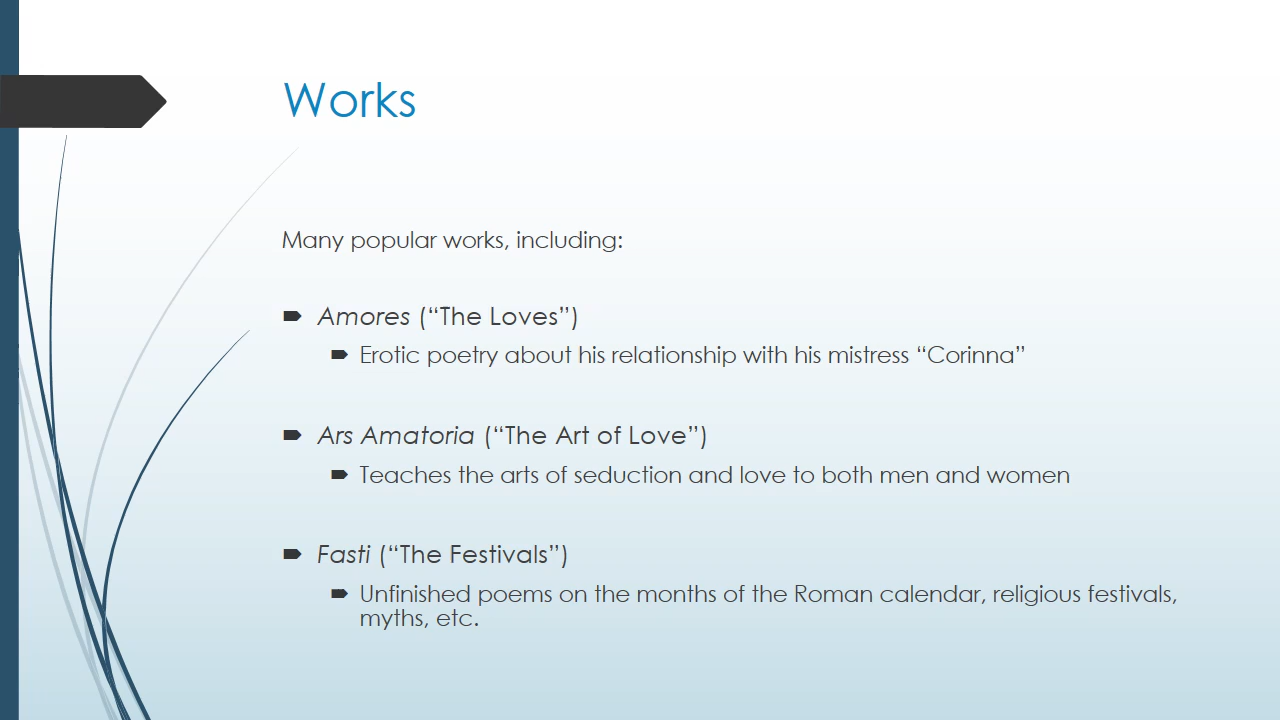 Works
Many popular works, including:
Amores (“The Loves”)
Erotic poetry about his relationship with his mistress “Corinna”
Ars Amatoria (“The Art of Love”)
Teaches the arts of seduction and love to both men and women
Fasti (“The Festivals”)
Unfinished poems on the months of the Roman calendar, religious festivals,
myths, etc.